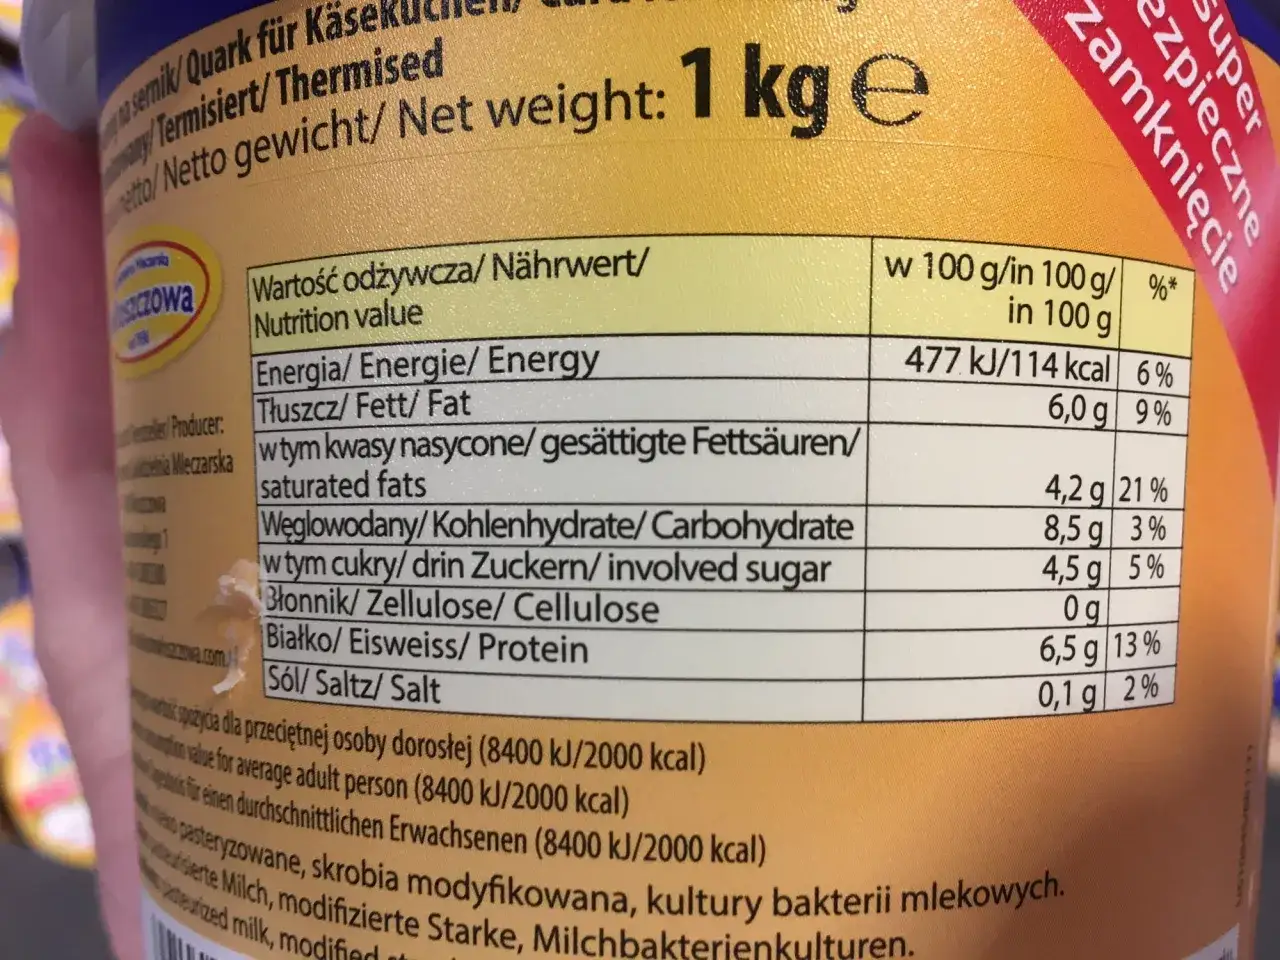 na sernik/ Quark für Käsekuchen/
Termisiert/ Thermised
netto/ Netto gewicht/ Net weight: 1 kg e
super
bezpieczne
zamknięcie
Wartość odżywcza/ Nährwert/
Nutrition value
w 100 g/in 100 g/
in 100 g
%*
Energia/ Energie/ Energy 477 kJ/114 kcal 6%
Tłuszcz/ Fett/ Fat 6,0 g 9%
w tym kwasy nasycone/ gesättigte Fettsäuren/
saturated fats 4,2 g 21%
Węglowodany/ Kohlenhydrate/ Carbohydrate 8,5 g 3%
w tym cukry/ drin Zuckern/ involved sugar 4,5 g 5%
Błonnik/ Zellulose/ Cellulose 0 g
Białko/ Eisweiss/ Protein 6,5 g 13%
Sól/ Saltz/ Salt 0,1 g 2%
Producer:
Mleczarska
spożycia dla przeciętnej osoby dorosłej (8400 kJ/2000 kcal)
value for average adult person (8400 kJ/2000 kcal)
für einen durchschnittlichen Erwachsenen (8400 kJ/2000 kcal)
pasteryzowane, skrobia modyfikowana, kultury bakterii mlekowych.
Milch, modifizierte Starke, Milchbakterienkulturen.
milk, modified